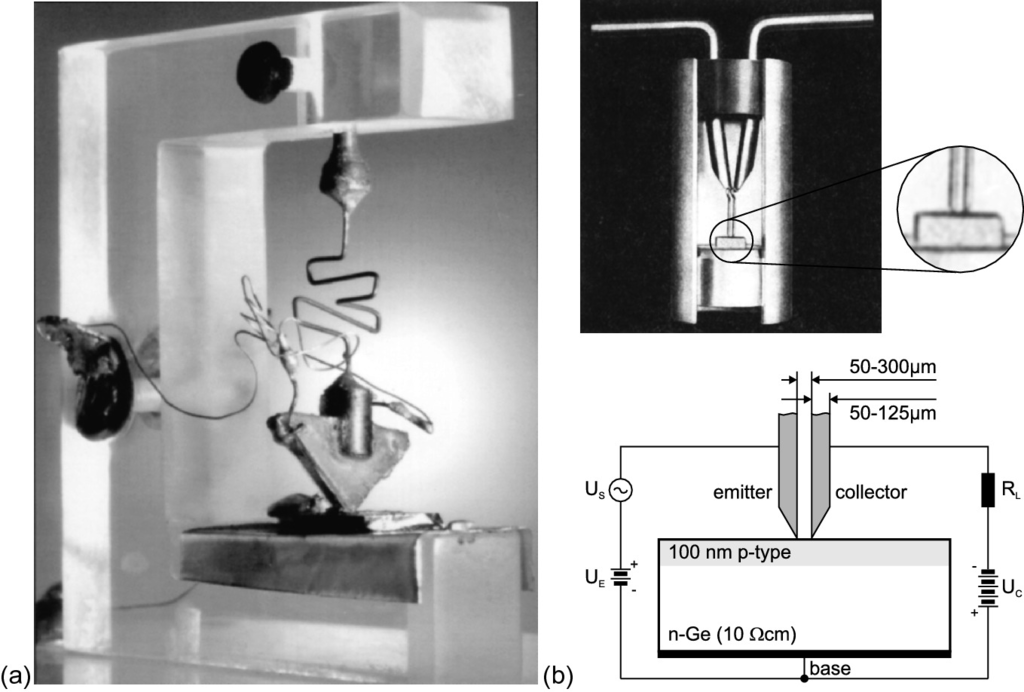 50-300µm
50-125µm
U_S
emitter
collector
R_L
100 nm p-type
U_E
+
-
-
U_C
+
n-Ge (10 Ωcm)
base
(a)
(b)